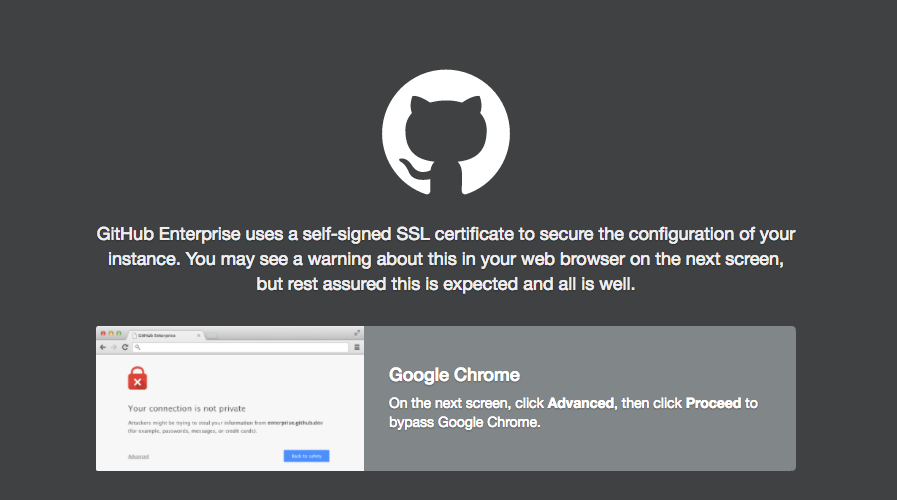 GitHub Enterprise uses a self-signed SSL certificate to secure the configuration of your
instance. You may see a warning about this in your web browser on the next screen,
but rest assured this is expected and all is well.
GitHub Enterprise
Your connection is not private
Attackers might be trying to steal your information from enterprise.github.dev
(for example, passwords, messages, or credit cards).
Advanced
Back to safety
Google Chrome
On the next screen, click Advanced, then click Proceed to
bypass Google Chrome.